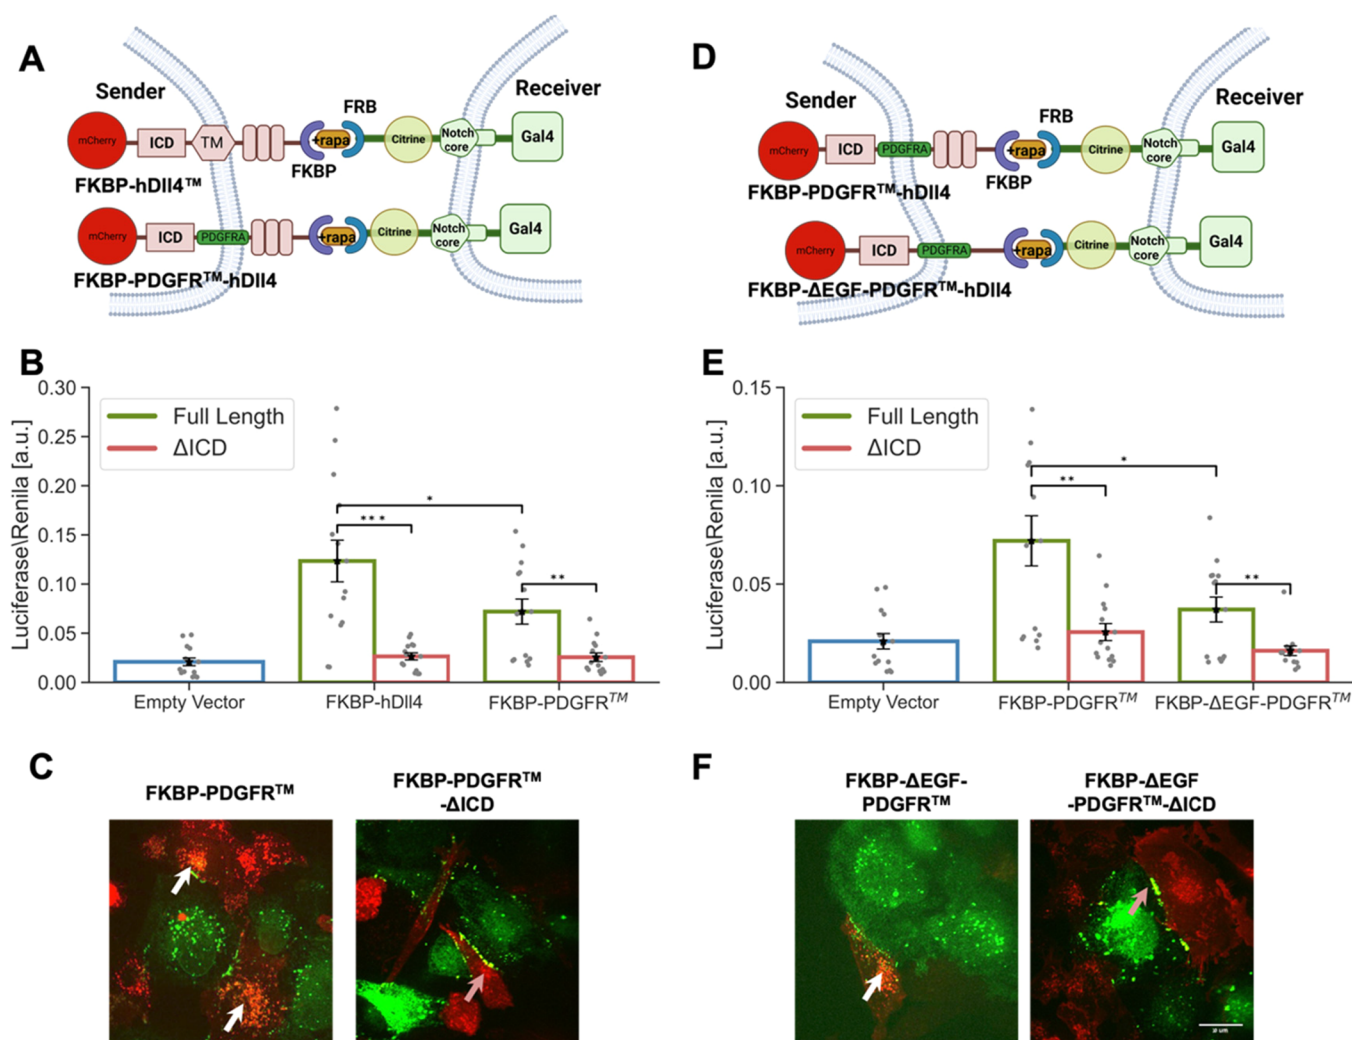 A
Sender
Receiver
FRB
mCherry
ICD
TM
+rapa
Citrine
Notch
core
Gal4
FKBP
FKBP-hDll4™
mCherry
ICD
PDGFRA
+rapa
Citrine
Notch
core
Gal4
FKBP-PDGFR™-hDll4
D
Sender
Receiver
FRB
mCherry
ICD
PDGFRA
+rapa
Citrine
Notch
core
Gal4
FKBP
FKBP-PDGFR™-hDll4
mCherry
ICD
PDGFRA
+rapa
Citrine
Notch
core
Gal4
FKBP-ΔEGF-PDGFR™-hDll4
B
Luciferase\Renila [a.u.]
0.30
0.25
0.20
0.15
0.10
0.05
0.00
Full Length
ΔICD
*
***
**
Empty Vector
FKBP-hDll4
FKBP-PDGFR™
E
Luciferase\Renila [a.u.]
0.15
0.10
0.05
0.00
Full Length
ΔICD
*
**
**
Empty Vector
FKBP-PDGFR™
FKBP-ΔEGF-PDGFR™
C
FKBP-PDGFR™
FKBP-PDGFR™
-ΔICD
F
FKBP-ΔEGF-
PDGFR™
FKBP-ΔEGF
-PDGFR™-ΔICD